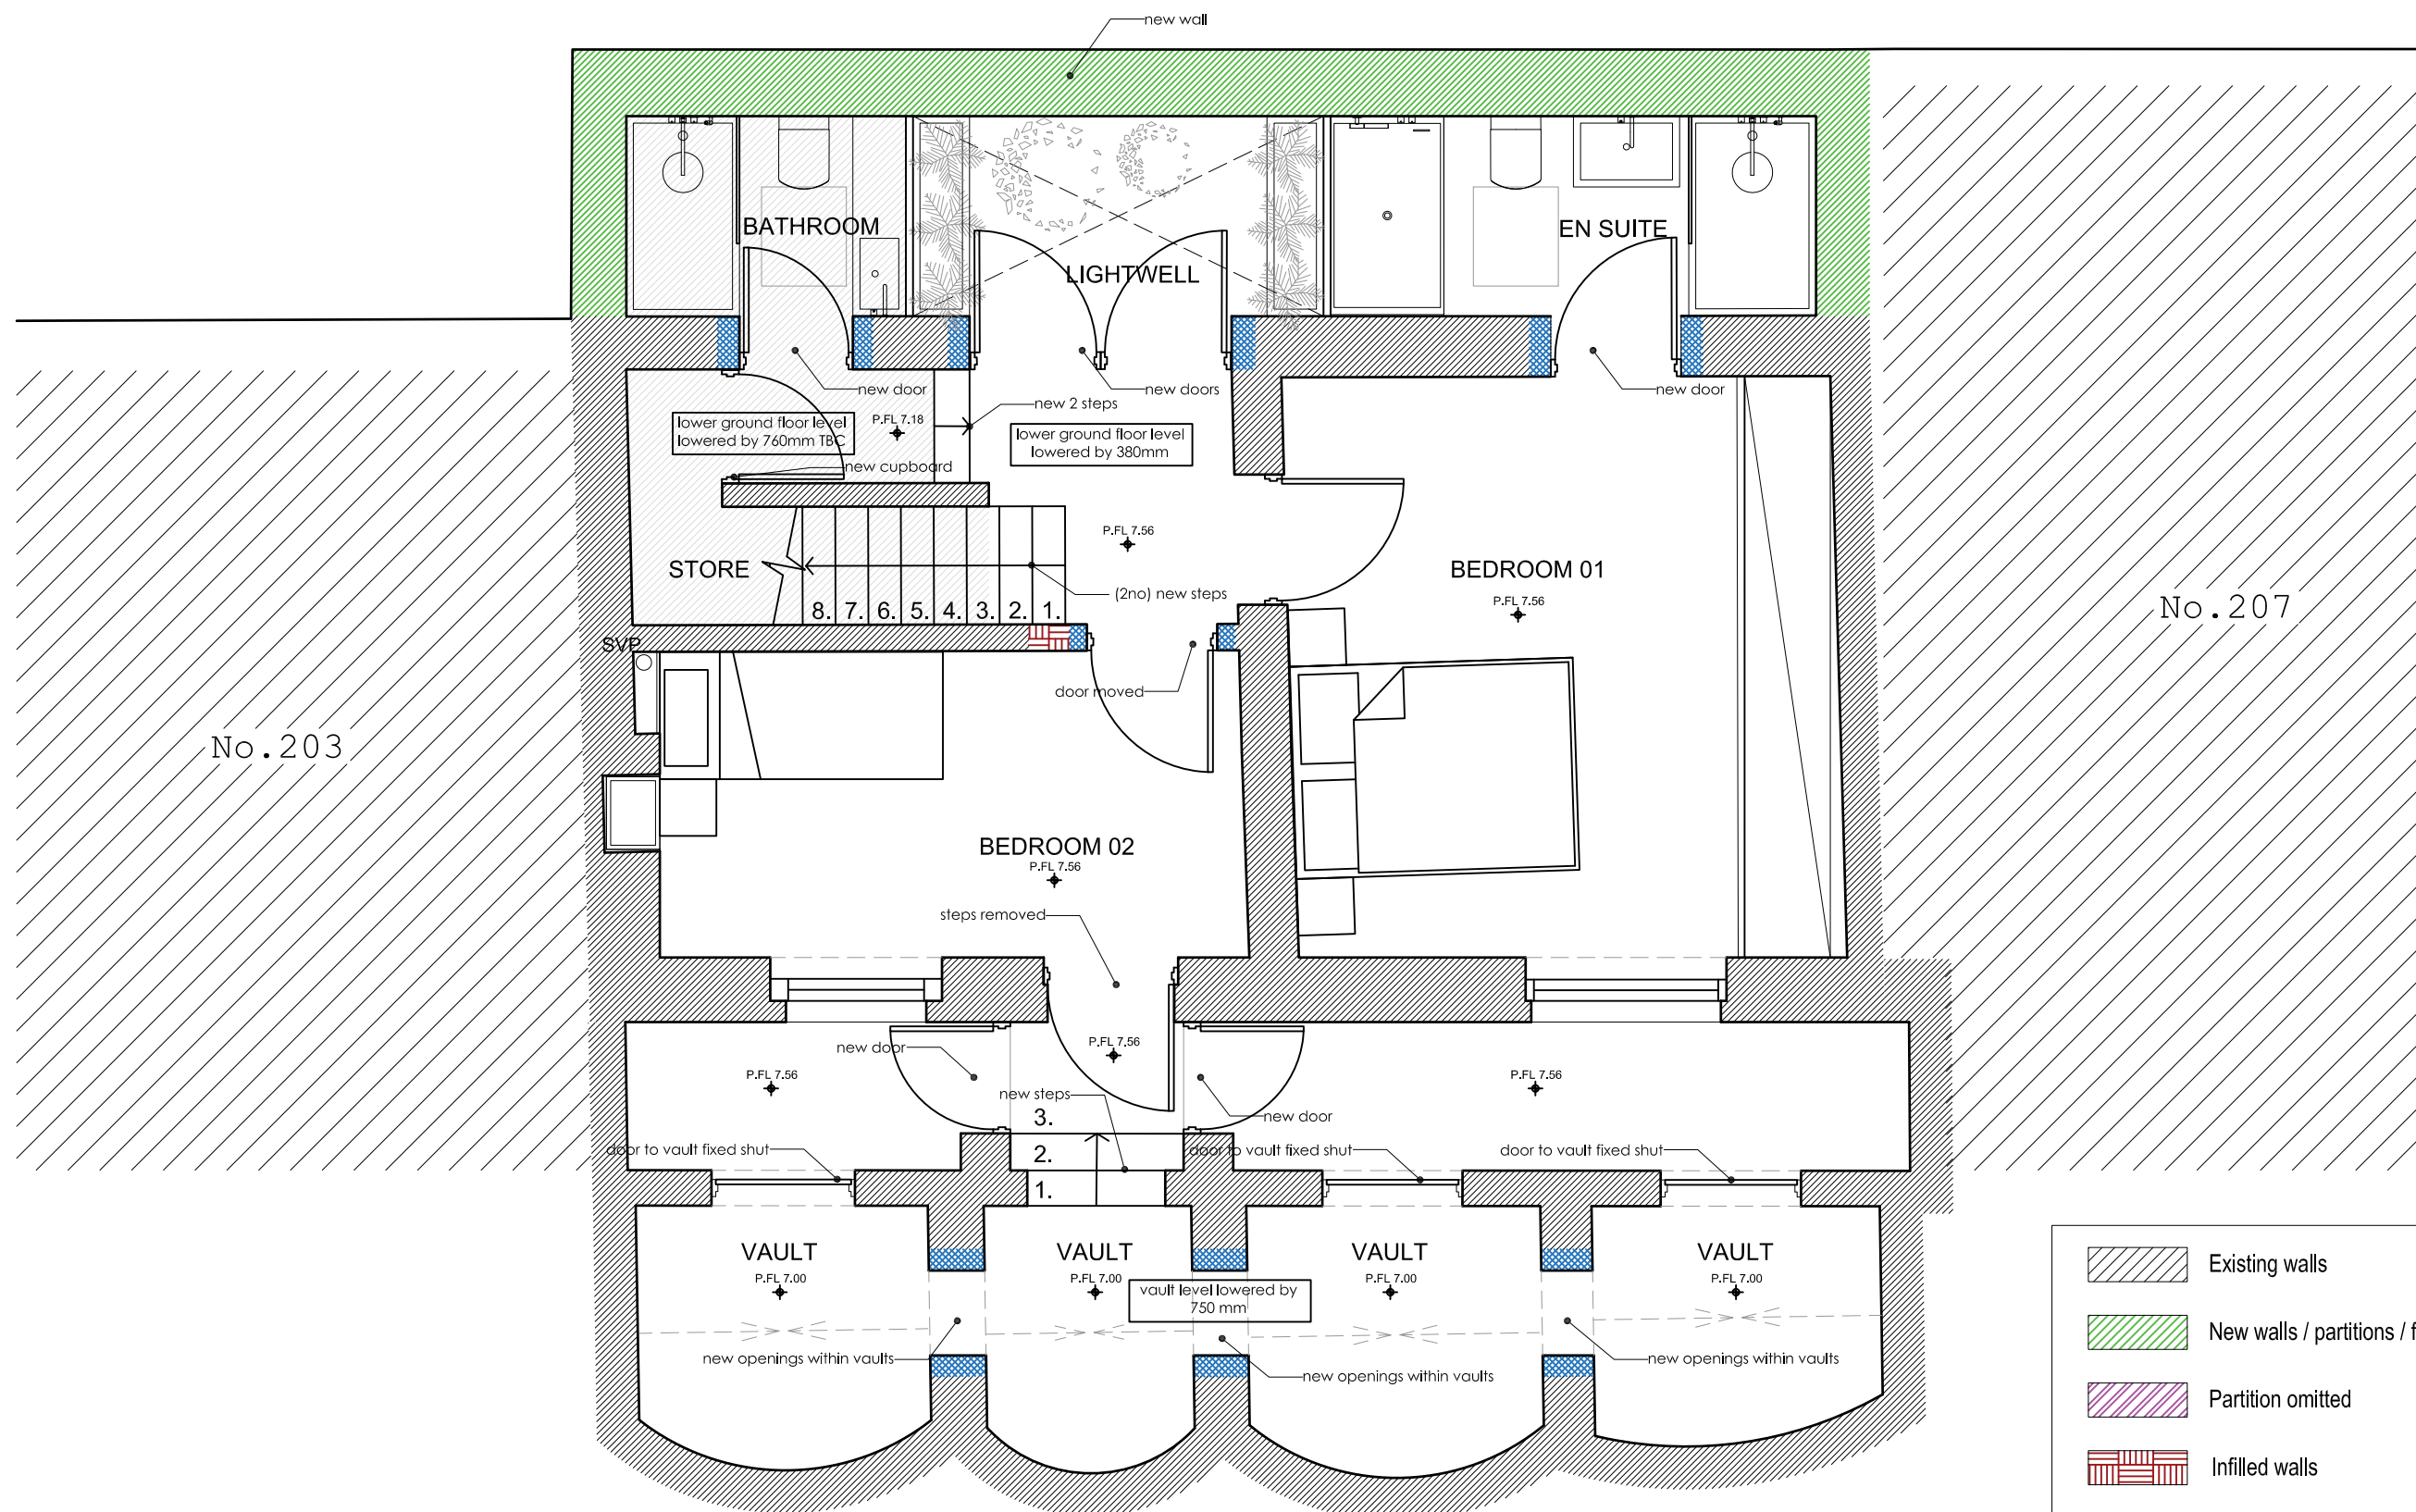 new wall
BATHROOM
EN SUITE
LIGHTWELL
new door
new doors
new door
new 2 steps
lower ground floor level
lowered by 760mm TBC
P.FL 7.18
lower ground floor level
lowered by 380mm
new cupboard
P.FL 7.56
STORE
BEDROOM 01
P.FL 7.56
(2no) new steps
8. 7. 6. 5. 4. 3. 2. 1.
No.207
SVP
door moved
No.203
BEDROOM 02
P.FL 7.56
steps removed
new door
P.FL 7.56
P.FL 7.56
P.FL 7.56
new steps
3.
new door
door to vault fixed shut
2.
door to vault fixed shut
door to vault fixed shut
1.
VAULT
P.FL 7.00
VAULT
P.FL 7.00
VAULT
P.FL 7.00
VAULT
P.FL 7.00
vault level lowered by
750 mm
new openings within vaults
new openings within vaults
new openings within vaults
Existing walls
New walls / partitions / f
Partition omitted
Infilled walls